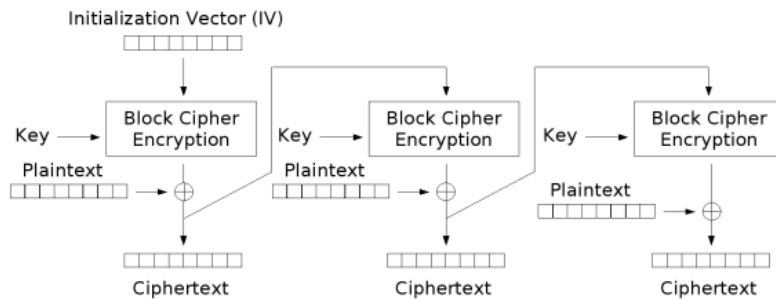 Initialization Vector (IV)
Key
Block Cipher
Encryption
Plaintext
Ciphertext
Key
Block Cipher
Encryption
Plaintext
Ciphertext
Key
Block Cipher
Encryption
Plaintext
Ciphertext